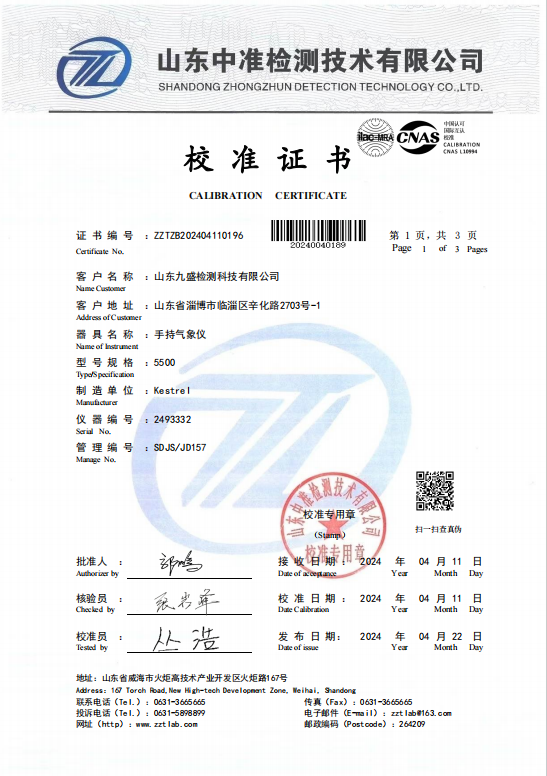 山东中准检测技术有限公司
SHANDONG ZHONGZHUN DETECTION TECHNOLOGY CO.,LTD.
ilac-MRA
CNAS
中国认可
国际互认
校准
CALIBRATION
CNAS L10994
校准证书
CALIBRATION CERTIFICATE
证书编号：ZZTZB202404110196
Certificate No.
20240040189
第 1 页，共 3 页
Page 1 of 3 Pages
客户名称：山东九盛检测科技有限公司
Name Customer
客户地址：山东省淄博市临淄区辛化路2703号-1
Address of Customer
器具名称：手持气象仪
Name of Instrument
型号规格：5500
Type/Specification
制造单位：Kestrel
Manufacturer
仪器编号：2493332
Serial No.
管理编号：SDJS/JD157
Manage No.
山东中准检测技术有限公司
校准专用章
(Stamp)
校准专用章
扫一扫查真伪
批准人：
Authorizer by
接收日期：2024 年 04 月 11 日
Date of acceptance Year Month Day
核验员：
Checked by
校准日期：2024 年 04 月 11 日
Date Calibration Year Month Day
校准员：丛浩
Tested by
发布日期：2024 年 04 月 22 日
Date of issue Year Month Day
地址：山东省威海市火炬高技术产业开发区火炬路167号
Address: 167 Torch Road,New High-tech Development Zone, Weihai, Shandong
联系电话（Tel.）：0631-3665665 传真（Fax）：0631-3665665
投诉电话（Tel.）：0631-5898899 电子邮件（E-mail）：zztlab@163.com
网址（http）：www.zztlab.com 邮政编码（Postcode）：264209